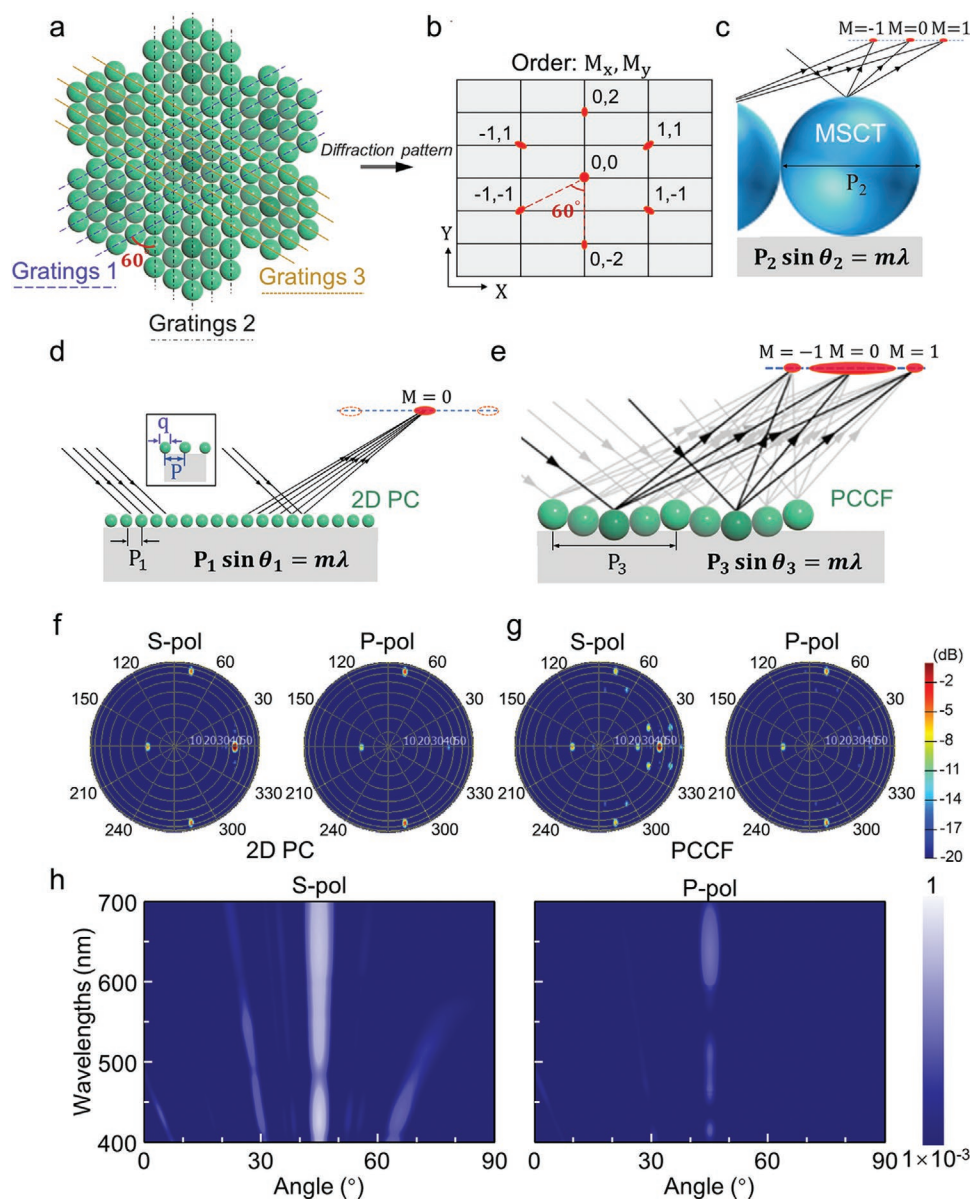 a
60
Gratings 1
Gratings 3
Gratings 2
Diffraction pattern
b
Order: Mx, My
0,2
-1,1
1,1
0,0
-1,-1
1,-1
60°
0,-2
Y
X
c
M=-1 M=0 M=1
MSCT
P2
P2 sin θ2 = mλ
d
M = 0
q
P
2D PC
P1
P1 sin θ1 = mλ
e
M = −1 M = 0 M = 1
PCCF
P3
P3 sin θ3 = mλ
f
S-pol
120 60
150 30
1020304050
210 330
240 300
P-pol
120 60
150 30
1020304050
210 330
240 300
2D PC
g
S-pol
120 60
150 30
1020304050
210 330
240 300
P-pol
120 60
150 30
1020304050
210 330
240 300
PCCF
(dB)
-2
-5
-8
-11
-14
-17
-20
h
S-pol
Wavelengths (nm)
700
600
500
400
0 30 60 90
Angle (°)
P-pol
0 30 60 90
Angle (°)
1
1×10⁻³